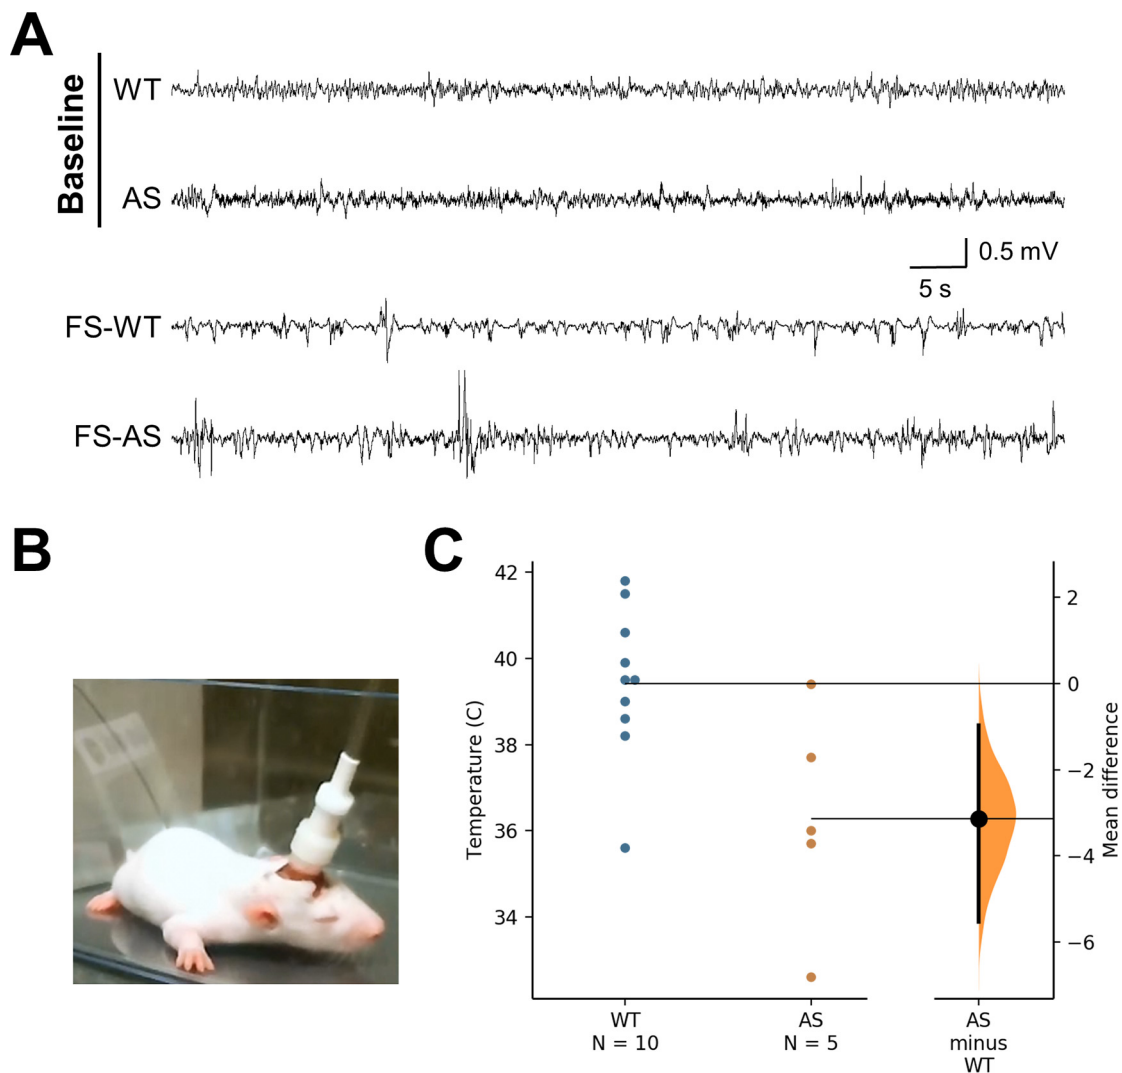 A
Baseline
WT
AS
0.5 mV
5 s
FS-WT
FS-AS
B
C
Temperature (C)
42
40
38
36
34
2
0
−2
−4
−6
Mean difference
WT
N = 10
AS
N = 5
AS
minus
WT